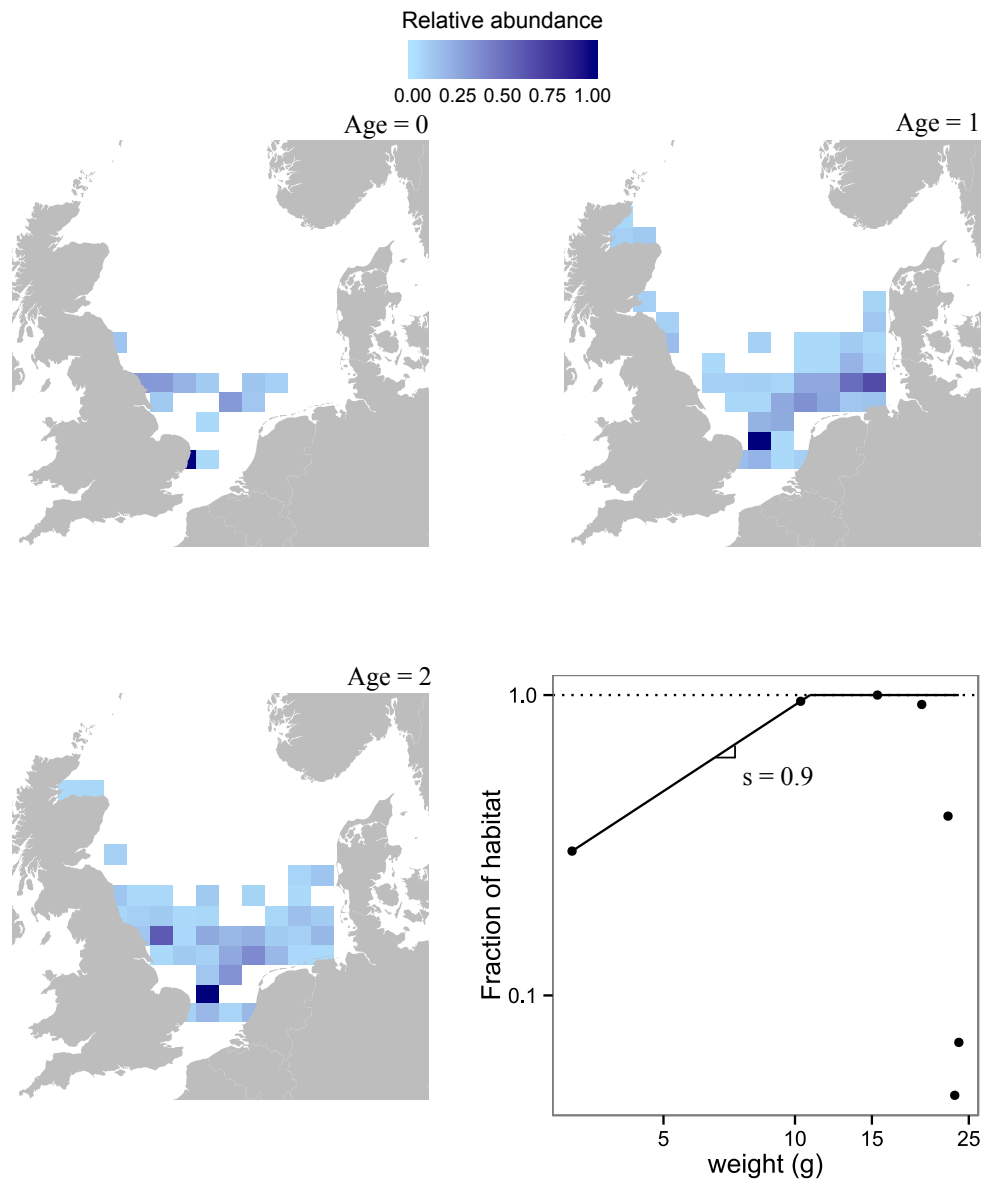 Relative abundance
0.00 0.25 0.50 0.75 1.00
Age = 0
Age = 1
Age = 2
1.0
s = 0.9
Fraction of habitat
0.1
5 10 15 25
weight (g)